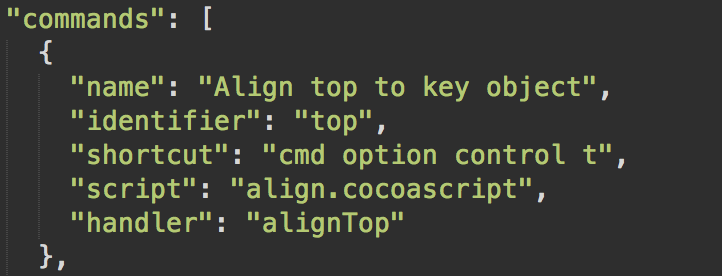 "commands": [
{
"name": "Align top to key object",
"identifier": "top",
"shortcut": "cmd option control t",
"script": "align.cocoascript",
"handler": "alignTop"
},